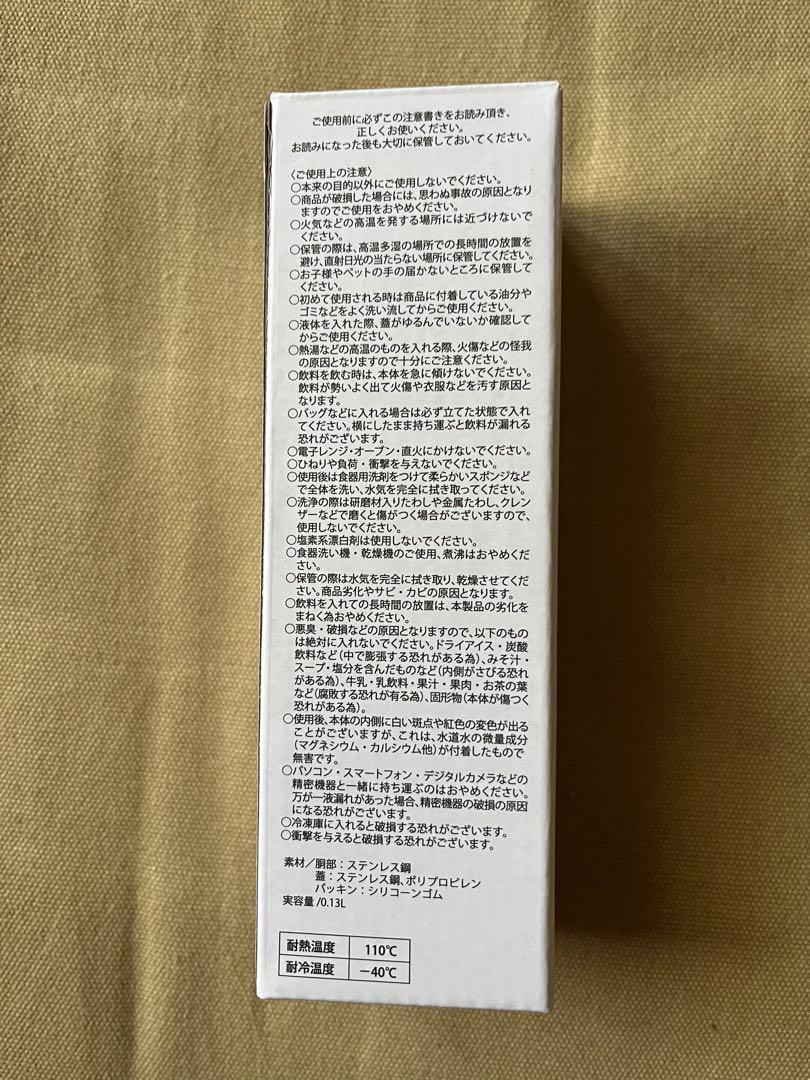 ご使用前に必ずこの注意書きをお読み頂き、
正しくお使いください。
お読みになった後も大切に保管しておいてください。
〈ご使用上の注意〉
○本来の目的以外にご使用しないでください。
○商品が破損した場合には、思わぬ事故の原因となり
ますのでご使用をおやめください。
○火気などの高温を発する場所には近づけないで
ください。
○保管の際は、高温多湿の場所での長時間の放置を
避け、直射日光の当たらない場所に保管してください。
○お子様やペットの手の届かないところに保管して
ください。
○初めて使用される時は商品に付着している油分や
ゴミなどをよく洗い流してからご使用ください。
○液体を入れた際、蓋がゆるんでいないか確認して
からご使用ください。
○熱湯などの高温のものを入れる際、火傷などの怪我
の原因となりますので十分にご注意ください。
○飲料を飲む時は、本体を急に傾けないでください。
飲料が勢いよく出て火傷や衣服などを汚す原因と
なります。
○バッグなどに入れる場合は必ず立てた状態で入れ
てください。横にしたまま持ち運ぶと飲料が漏れる
恐れがございます。
○電子レンジ・オーブン・直火にかけないでください。
○ひねりや負荷・衝撃を与えないでください。
○使用後は食器用洗剤をつけて柔らかいスポンジなど
で全体を洗い、水気を完全に拭き取ってください。
○洗浄の際は研磨材入りたわしや金属たわし、クレン
ザーなどで磨くと傷がつく場合がございますので、
使用しないでください。
○塩素系漂白剤は使用しないでください。
○食器洗い機・乾燥機のご使用、煮沸はおやめくだ
さい。
○保管の際は水気を完全に拭き取り、乾燥させてくだ
さい。商品劣化やサビ・カビの原因となります。
○飲料を入れての長時間の放置は、本製品の劣化を
まねく為おやめください。
○悪臭・破損などの原因となりますので、以下のもの
は絶対に入れないでください。ドライアイス・炭酸
飲料など(中で膨張する恐れがある為)、みそ汁・
スープ・塩分を含んだものなど(内側がさびる恐れ
がある為)、牛乳・乳飲料・果汁・果肉・お茶の葉
など(腐敗する恐れが有る為)、固形物(本体が傷つく
恐れがある為)。
○使用後、本体の内側に白い斑点や紅色の変色が出る
ことがございますが、これは、水道水の微量成分
(マグネシウム・カルシウム他)が付着したもので
無害です。
○パソコン・スマートフォン・デジタルカメラなどの
精密機器と一緒に持ち運ぶのはおやめください。
万が一液漏れがあった場合、精密機器の破損の原因
になる恐れがございます。
○冷凍庫に入れると破損する恐れがございます。
○衝撃を与えると破損する恐れがございます。
素材/胴部:ステンレス鋼
蓋:ステンレス鋼、ポリプロピレン
パッキン:シリコーンゴム
実容量/0.13L
耐熱温度 110℃
耐冷温度 −40℃